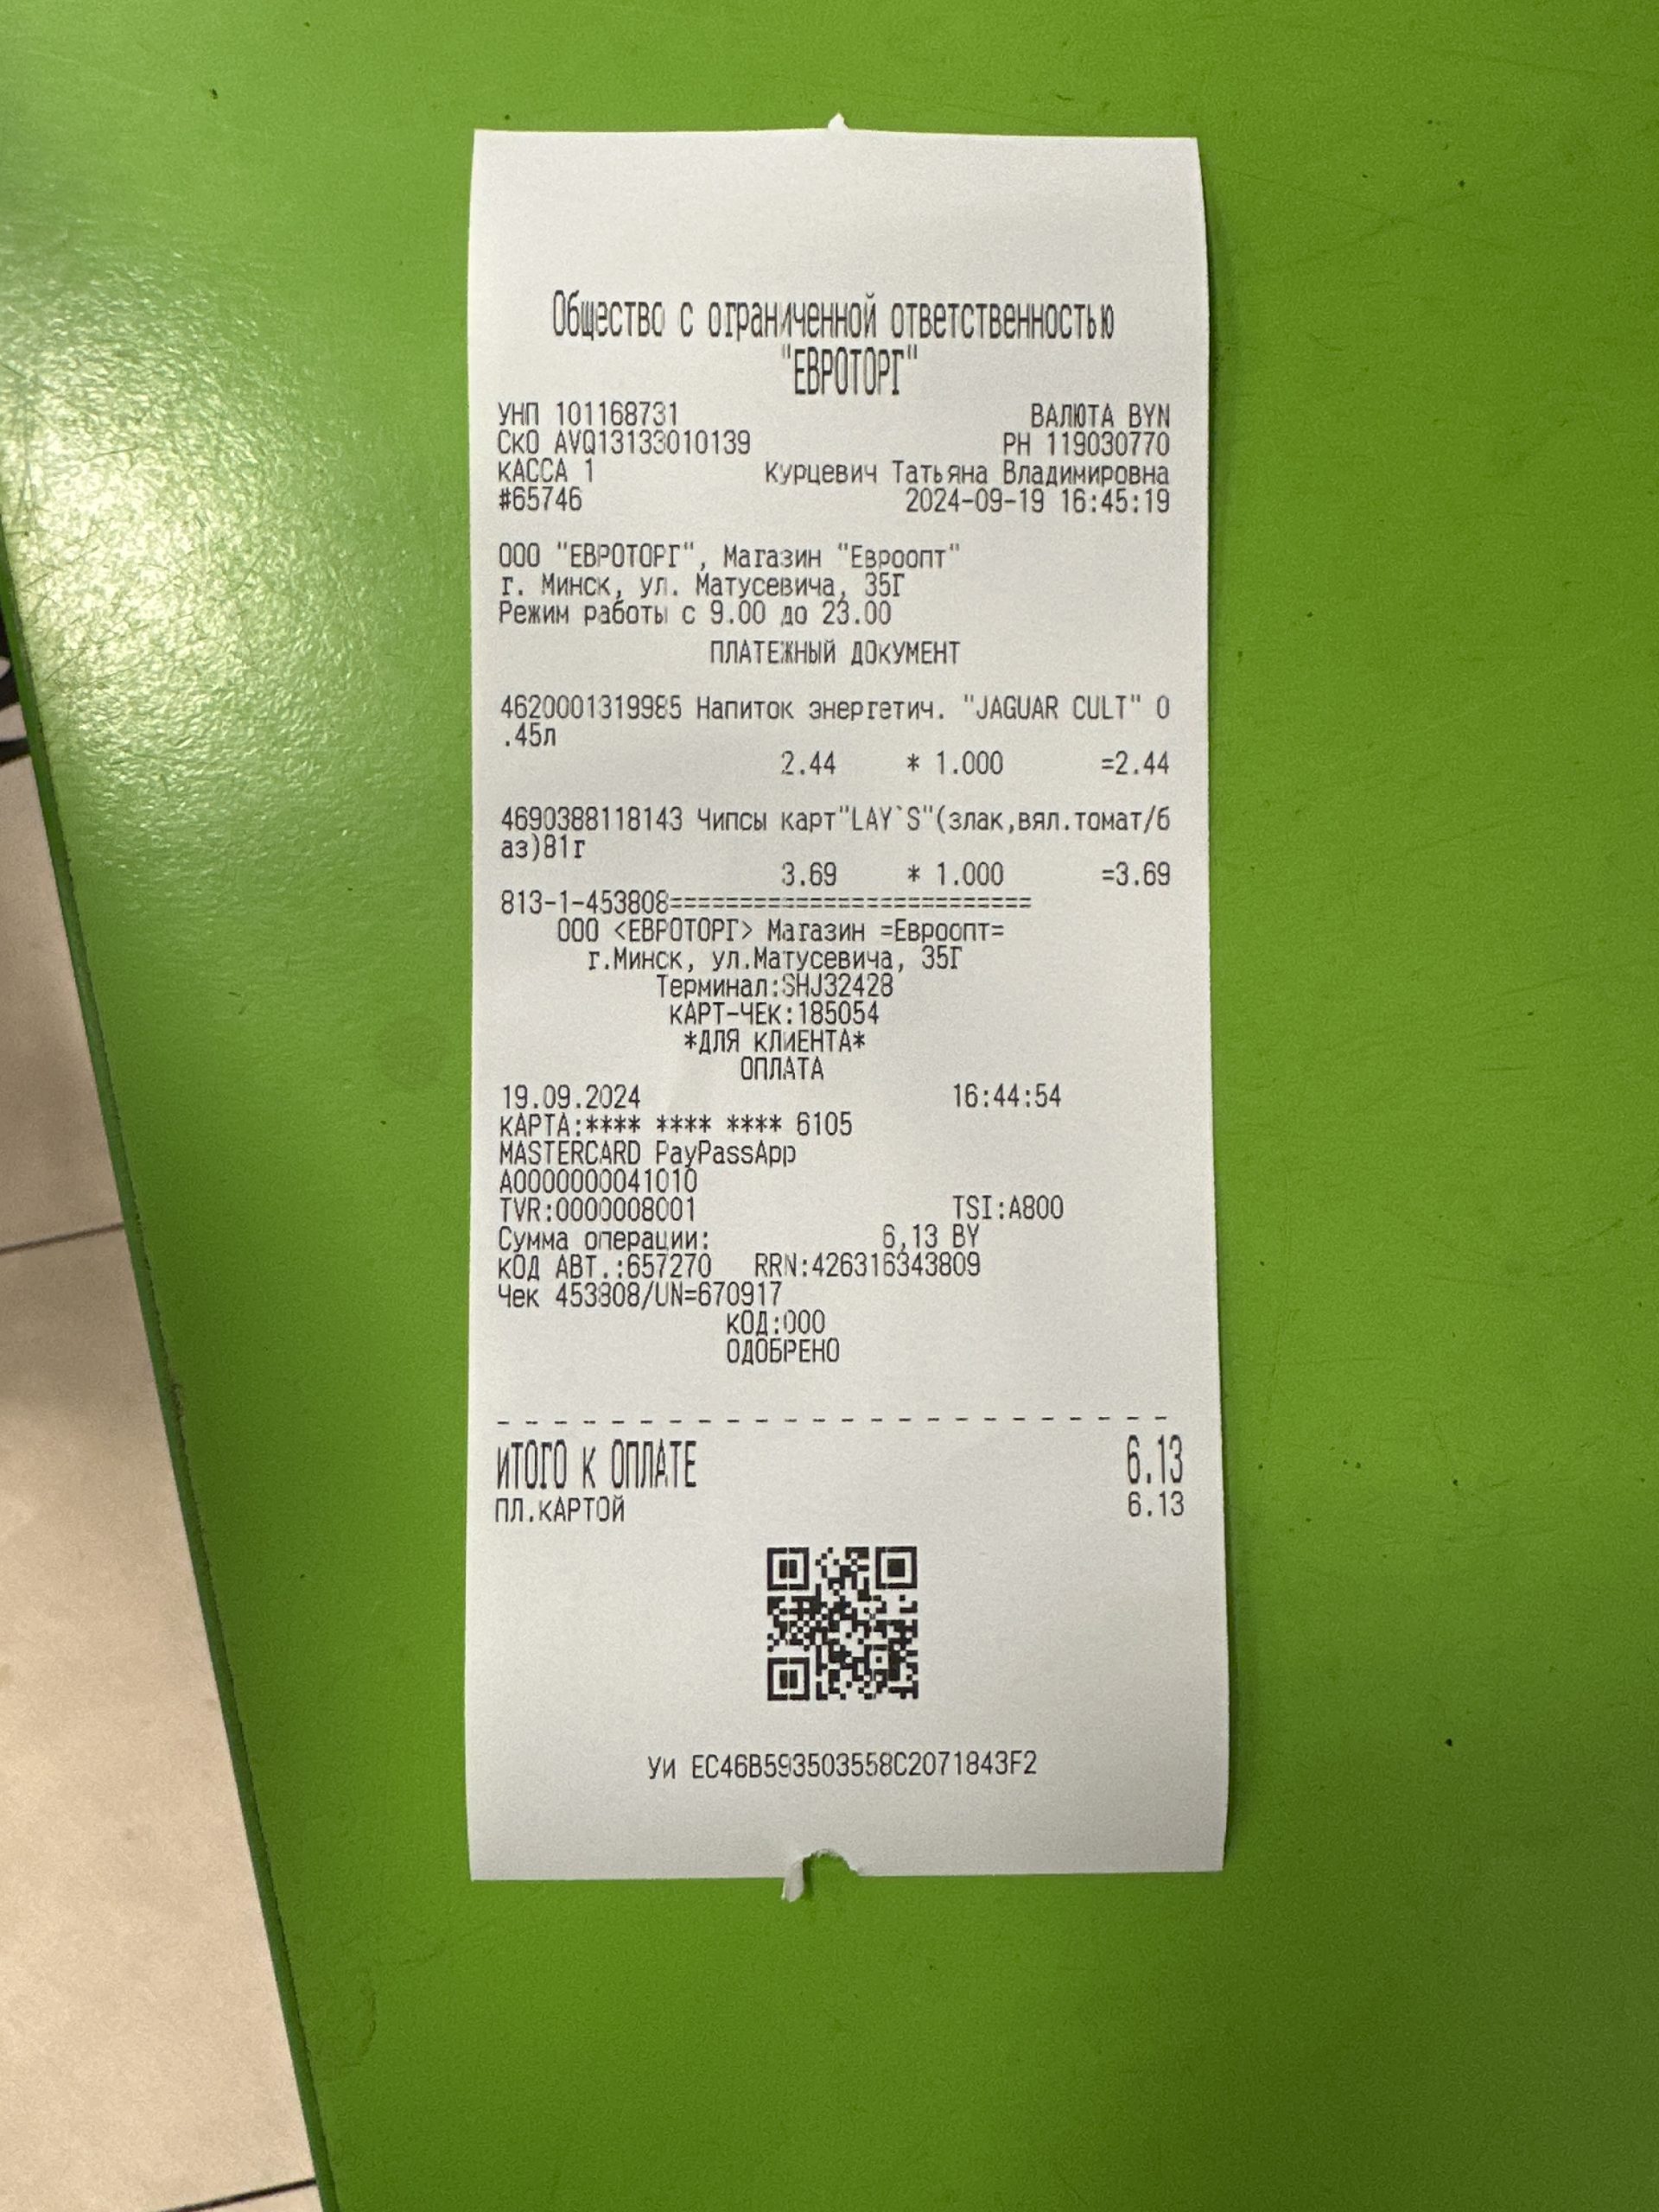 Общество с ограниченной ответственностью
"ЕВРОТОРГ"
УНП 101168731 ВАЛЮТА BYN
СКО AVQ13133010139 РН 119030770
КАССА 1 Курцевич Татьяна Владимировна
#65746 2024-09-19 16:45:19
ООО "ЕВРОТОРГ", Магазин "Евроопт"
г. Минск, ул. Матусевича, 35Г
Режим работы с 9.00 до 23.00
ПЛАТЕЖНЫЙ ДОКУМЕНТ
4620001319985 Напиток энергетич. "JAGUAR CULT" 0
.45л
2.44 * 1.000 =2.44
4690388118143 Чипсы карт"LAY`S"(злак,вял.томат/б
аз)81г
3.69 * 1.000 =3.69
813-1-453808==========================
ООО <ЕВРОТОРГ> Магазин =Евроопт=
г.Минск, ул.Матусевича, 35Г
Терминал:SHJ32428
КАРТ-ЧЕК:185054
*ДЛЯ КЛИЕНТА*
ОПЛАТА
19.09.2024 16:44:54
КАРТА:**** **** **** 6105
MASTERCARD PayPassApp
A0000000041010
TVR:0000008001 TSI:A800
Сумма операции: 6,13 BY
КОД АВТ.:657270 RRN:426316343809
Чек 453808/UN=670917
КОД:000
ОДОБРЕНО
ИТОГО К ОПЛАТЕ 6.13
ПЛ.КАРТОЙ 6.13
УИ EC46B593503558C2071843F2